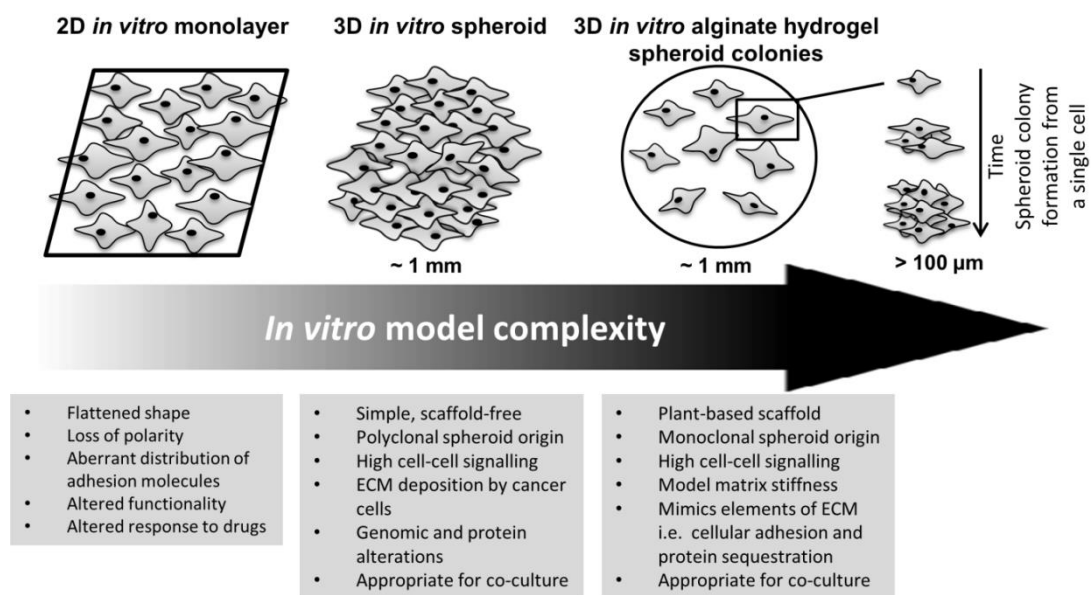 2D in vitro monolayer
3D in vitro spheroid
3D in vitro alginate hydrogel
spheroid colonies
Time
Spheroid colony
formation from
a single cell
~ 1 mm
~ 1 mm
> 100 µm
In vitro model complexity
• Flattened shape
• Loss of polarity
• Aberrant distribution of
adhesion molecules
• Altered functionality
• Altered response to drugs
• Simple, scaffold-free
• Polyclonal spheroid origin
• High cell-cell signalling
• ECM deposition by cancer
cells
• Genomic and protein
alterations
• Appropriate for co-culture
• Plant-based scaffold
• Monoclonal spheroid origin
• High cell-cell signalling
• Model matrix stiffness
• Mimics elements of ECM
i.e. cellular adhesion and
protein sequestration
• Appropriate for co-culture